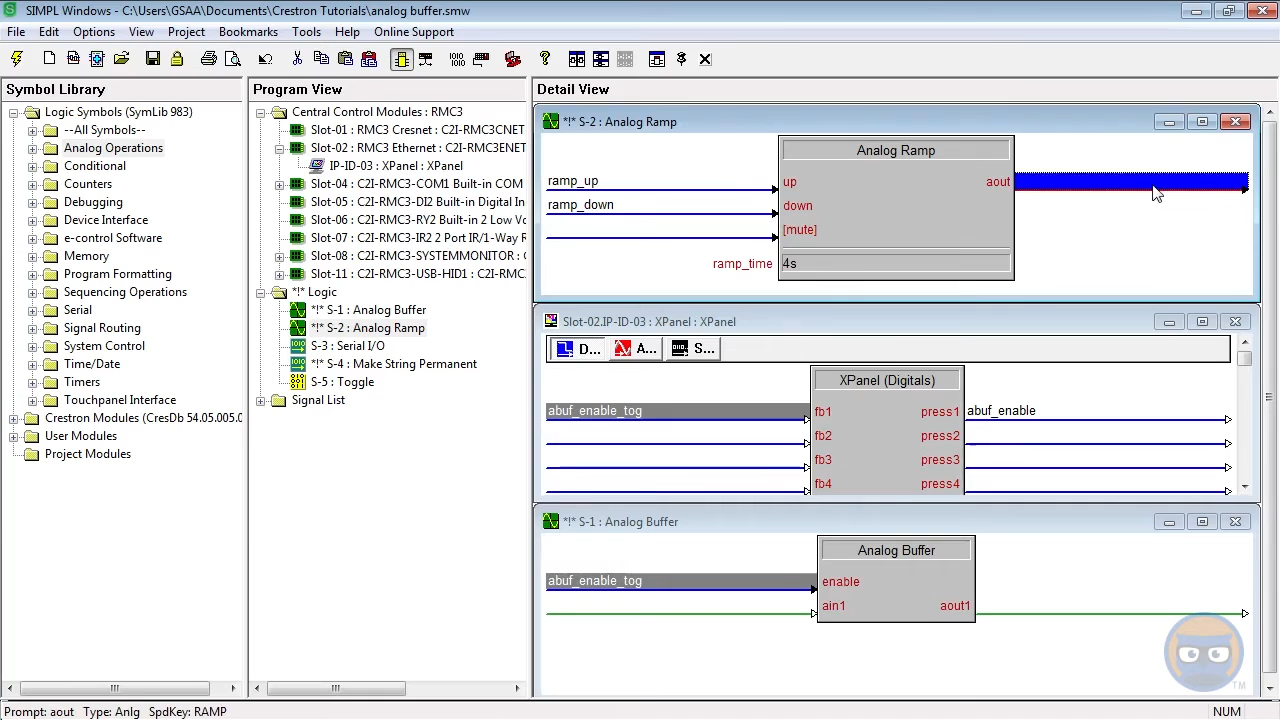 SIMPL Windows - C:\Users\GSAA\Documents\Crestron Tutorials\analog buffer.smw
File Edit Options View Project Bookmarks Tools Help Online Support
Symbol Library
Logic Symbols (SymLib 983)
--All Symbols--
Analog Operations
Conditional
Counters
Debugging
Device Interface
e-control Software
Memory
Program Formatting
Sequencing Operations
Serial
Signal Routing
System Control
Time/Date
Timers
Touchpanel Interface
Crestron Modules (CresDb 54.05.005.0
User Modules
Project Modules
Program View
Central Control Modules : RMC3
Slot-01 : RMC3 Cresnet : C2I-RMC3CNET
Slot-02 : RMC3 Ethernet : C2I-RMC3ENET
IP-ID-03 : XPanel : XPanel
Slot-04 : C2I-RMC3-COM1 Built-in COM
Slot-05 : C2I-RMC3-DI2 Built-in Digital In
Slot-06 : C2I-RMC3-RY2 Built-in 2 Low Vo
Slot-07 : C2I-RMC3-IR2 2 Port IR/1-Way R
Slot-08 : C2I-RMC3-SYSTEMMONITOR : C
Slot-11 : C2I-RMC3-USB-HID1 : C2I-RMC
*!* Logic
*!* S-1 : Analog Buffer
*!* S-2 : Analog Ramp
S-3 : Serial I/O
*!* S-4 : Make String Permanent
S-5 : Toggle
Signal List
Detail View
*!* S-2 : Analog Ramp
Analog Ramp
ramp_up up aout
ramp_down down
[mute]
ramp_time 4s
Slot-02.IP-ID-03 : XPanel : XPanel
D... A... S...
XPanel (Digitals)
abuf_enable_tog fb1 press1 abuf_enable
fb2 press2
fb3 press3
fb4 press4
*!* S-1 : Analog Buffer
Analog Buffer
abuf_enable_tog enable
ain1 aout1
TM
Prompt: aout Type: Anlg SpdKey: RAMP
NUM